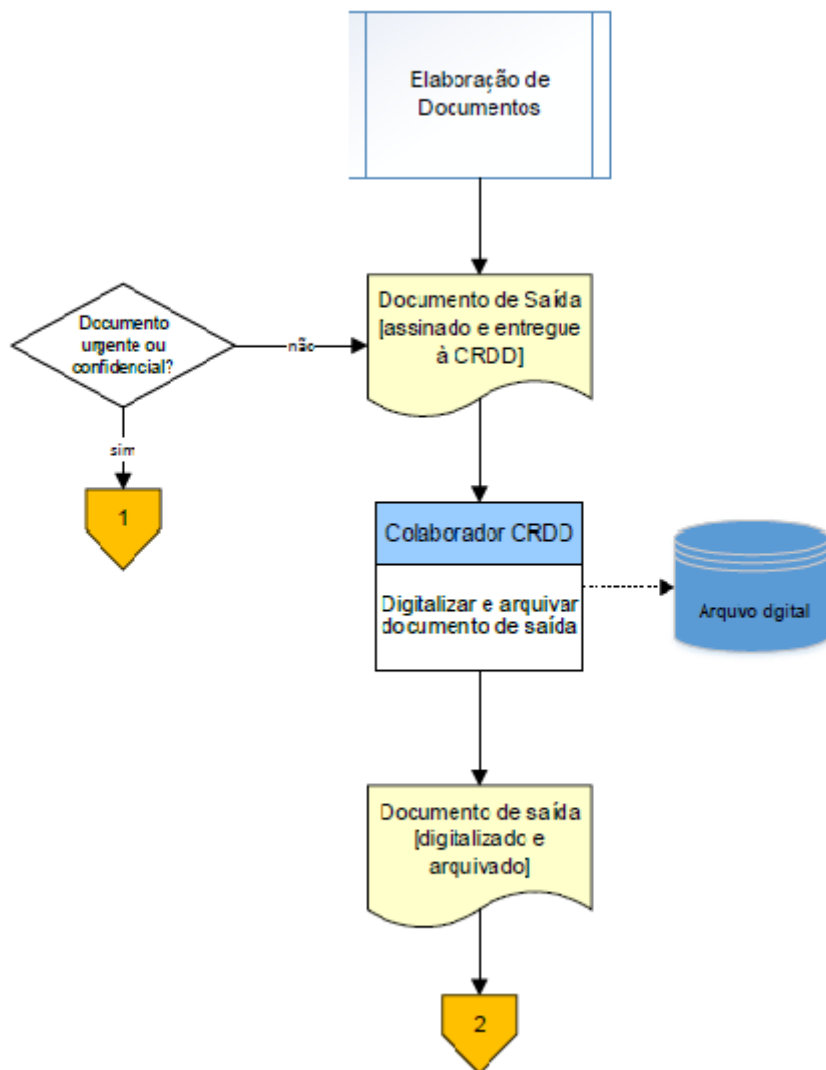 Elaboração de
Documentos
Documento de Saída
[assinado e entregue
à CRDD]
Documento
urgente ou
confidencial?
não
sim
1
Colaborador CRDD
Digitalizar e arquivar
documento de saída
Arquivo dgital
Documento de saída
[digitalizado e
arquivado]
2